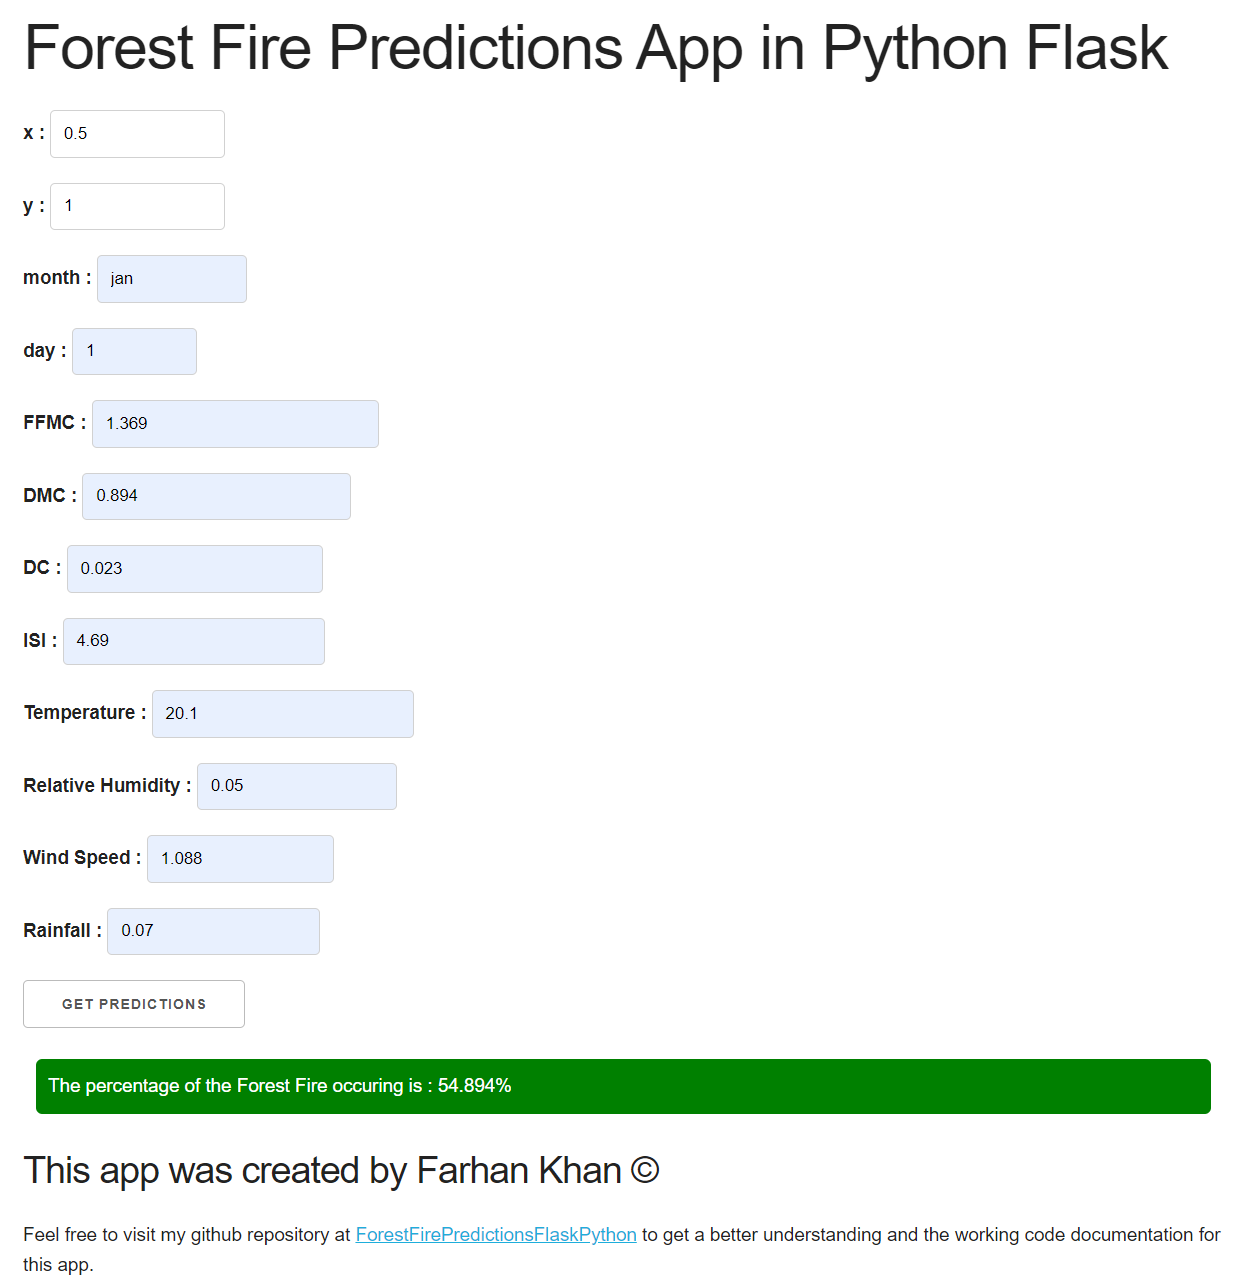 Forest Fire Predictions App in Python Flask
x : 0.5
y : 1
month : jan
day : 1
FFMC : 1.369
DMC : 0.894
DC : 0.023
ISI : 4.69
Temperature : 20.1
Relative Humidity : 0.05
Wind Speed : 1.088
Rainfall : 0.07
GET PREDICTIONS
The percentage of the Forest Fire occuring is : 54.894%
This app was created by Farhan Khan ©
Feel free to visit my github repository at ForestFirePredictionsFlaskPython to get a better understanding and the working code documentation for
this app.